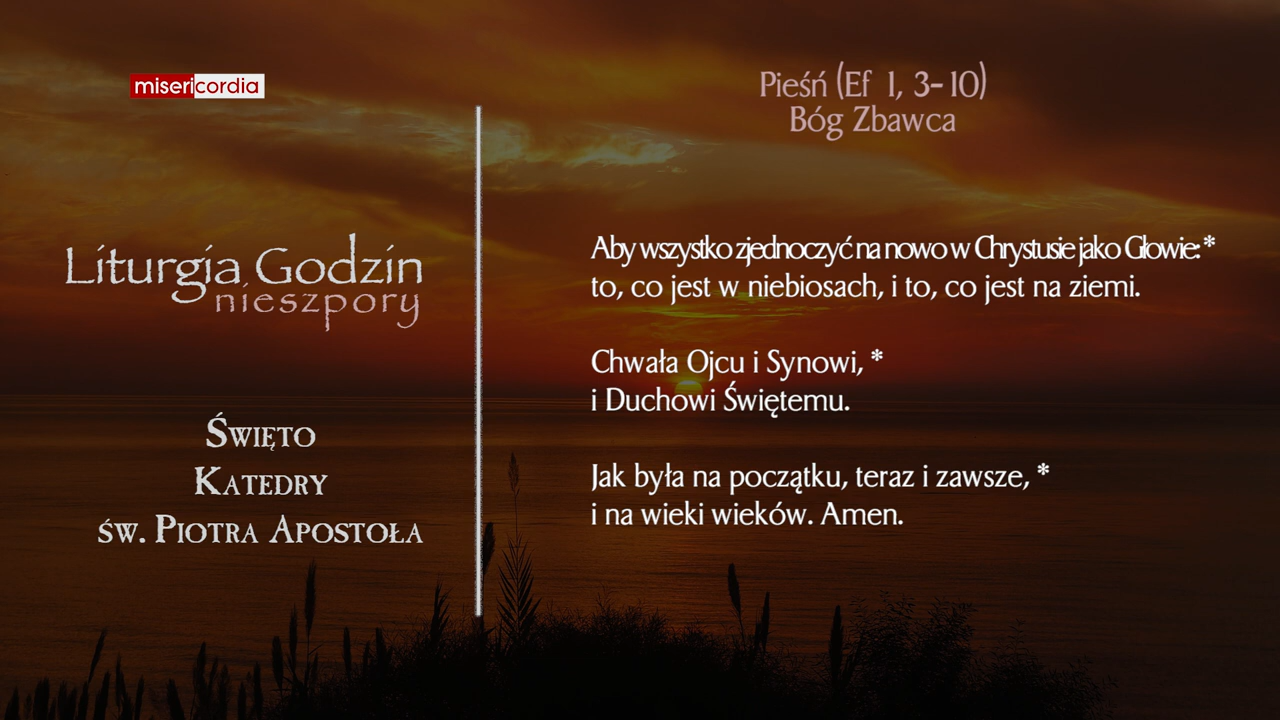 misericordia
Liturgia Godzin
nieszpory
Święto
Katedry
św. Piotra Apostoła
Pieśń (Ef 1, 3-10)
Bóg Zbawca
Aby wszystko zjednoczyć na nowo w Chrystusie jako Głowie: *
to, co jest w niebiosach, i to, co jest na ziemi.
Chwała Ojcu i Synowi, *
i Duchowi Świętemu.
Jak była na początku, teraz i zawsze, *
i na wieki wieków. Amen.